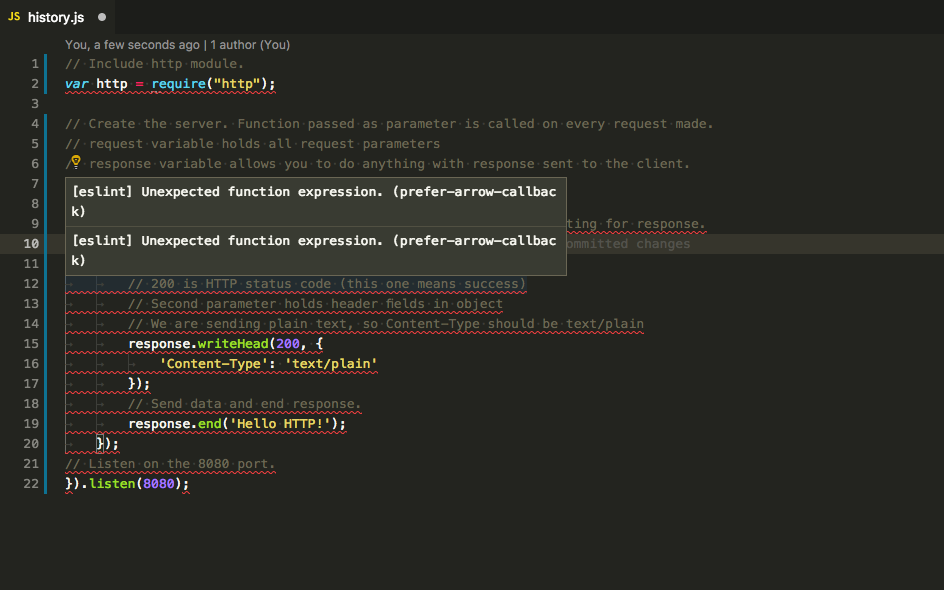 JS history.js
You, a few seconds ago | 1 author (You)
1 // Include http module.
2 var http = require("http");
3
4 // Create the server. Function passed as parameter is called on every request made.
5 // request variable holds all request parameters
6 / response variable allows you to do anything with response sent to the client.
7 [eslint] Unexpected function expression. (prefer-arrow-callbac
8 k)
9 ting for response.
10 [eslint] Unexpected function expression. (prefer-arrow-callbac ommitted changes
11 k)
12 // 200 is HTTP status code (this one means success)
13 // Second parameter holds header fields in object
14 // We are sending plain text, so Content-Type should be text/plain
15 response.writeHead(200, {
16 'Content-Type': 'text/plain'
17 });
18 // Send data and end response.
19 response.end('Hello HTTP!');
20 });
21 // Listen on the 8080 port.
22 }).listen(8080);